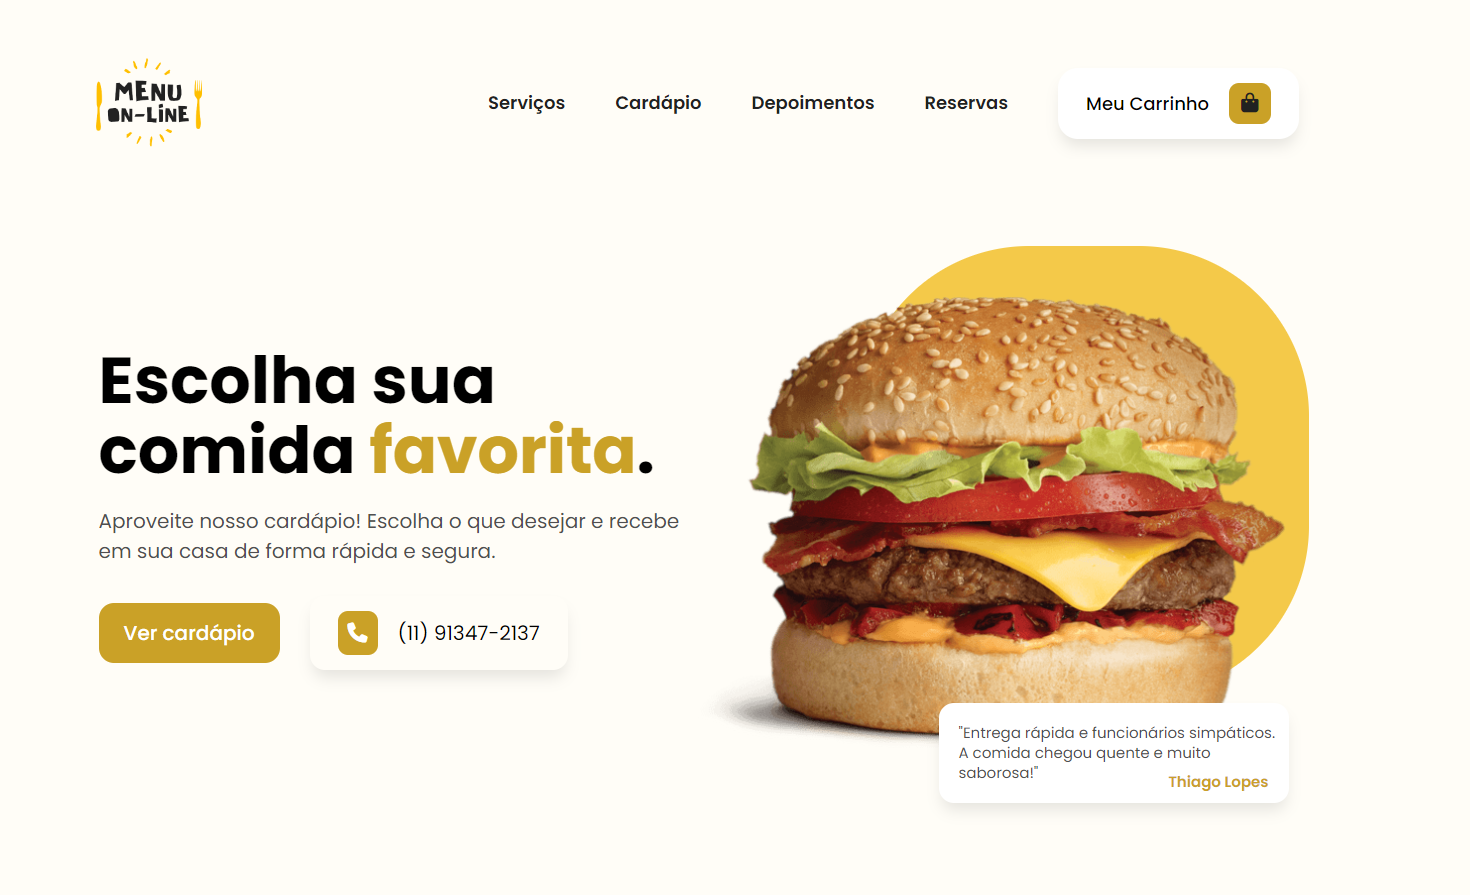 MENU
ON-LINE
Serviços
Cardápio
Depoimentos
Reservas
Meu Carrinho
Escolha sua
comida favorita.
Aproveite nosso cardápio! Escolha o que desejar e recebe
em sua casa de forma rápida e segura.
Ver cardápio
(11) 91347-2137
"Entrega rápida e funcionários simpáticos.
A comida chegou quente e muito
saborosa!"
Thiago Lopes